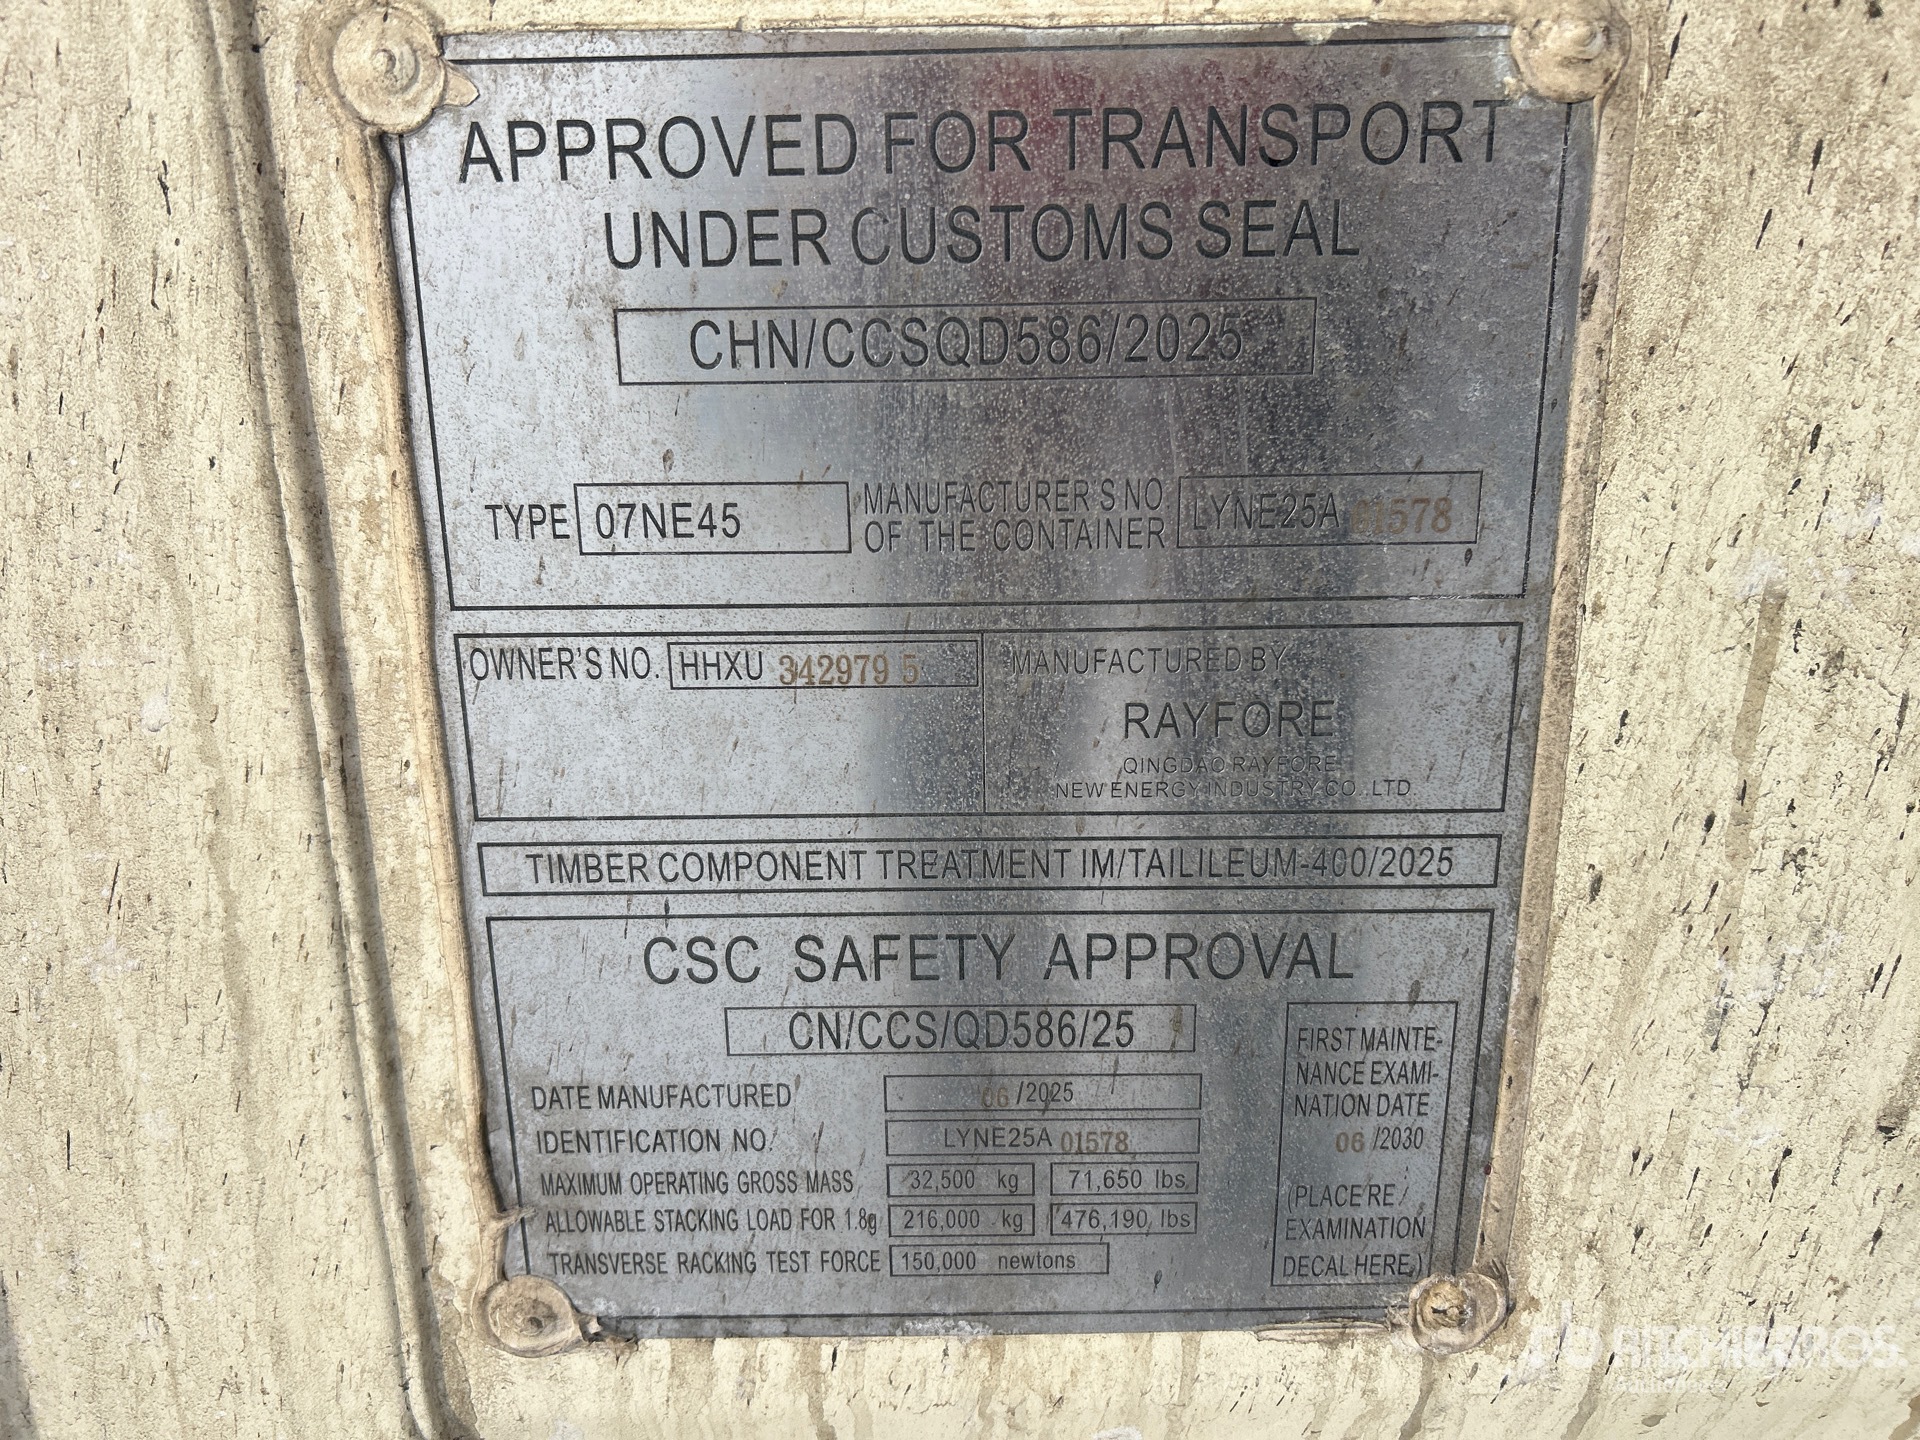 APPROVED FOR TRANSPORT
UNDER CUSTOMS SEAL
CHN/CCSQD586/2025
TYPE 07NE45 MANUFACTURER'S NO OF THE CONTAINER LYNE25A 01578
OWNER'S NO. HHXU 342979 5
MANUFACTURED BY
RAYFORE
QINGDAO RAYFORE
NEW ENERGY INDUSTRY CO., LTD
TIMBER COMPONENT TREATMENT IM/TAILILEUM-400/2025
CSC SAFETY APPROVAL
CN/CCS/QD586/25
DATE MANUFACTURED 06 /2025
IDENTIFICATION NO. LYNE25A 01578
MAXIMUM OPERATING GROSS MASS 32,500 kg 71,650 lbs
ALLOWABLE STACKING LOAD FOR 1.8g 216,000 kg 476,190 lbs
TRANSVERSE RACKING TEST FORCE 150,000 newtons
FIRST MAINTE-
NANCE EXAMI-
NATION DATE
06 /2030
(PLACE RE /
EXAMINATION
DECAL HERE.)
RITCHIE BROS.